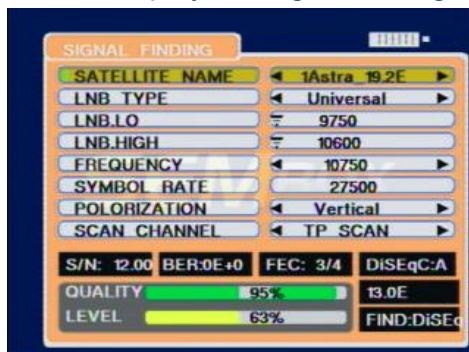 SIGNAL FINDING
SATELLITE NAME 1Astra_19.2E
LNB TYPE Universal
LNB.LO 9750
LNB.HIGH 10600
FREQUENCY 10750
SYMBOL RATE 27500
POLORIZATION Vertical
SCAN CHANNEL TP SCAN
S/N: 12.00 BER:0E+0 FEC: 3/4 DiSEqC:A
QUALITY 95% 13.0E
LEVEL 63% FIND:DiSEq